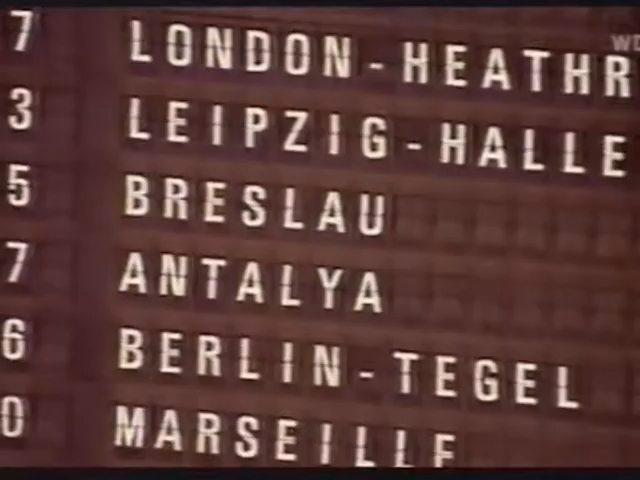 7 LONDON-HEATHR
3 LEIPZIG-HALLE
5 BRESLAU
7 ANTALYA
6 BERLIN-TEGEL
0 MARSEILLE